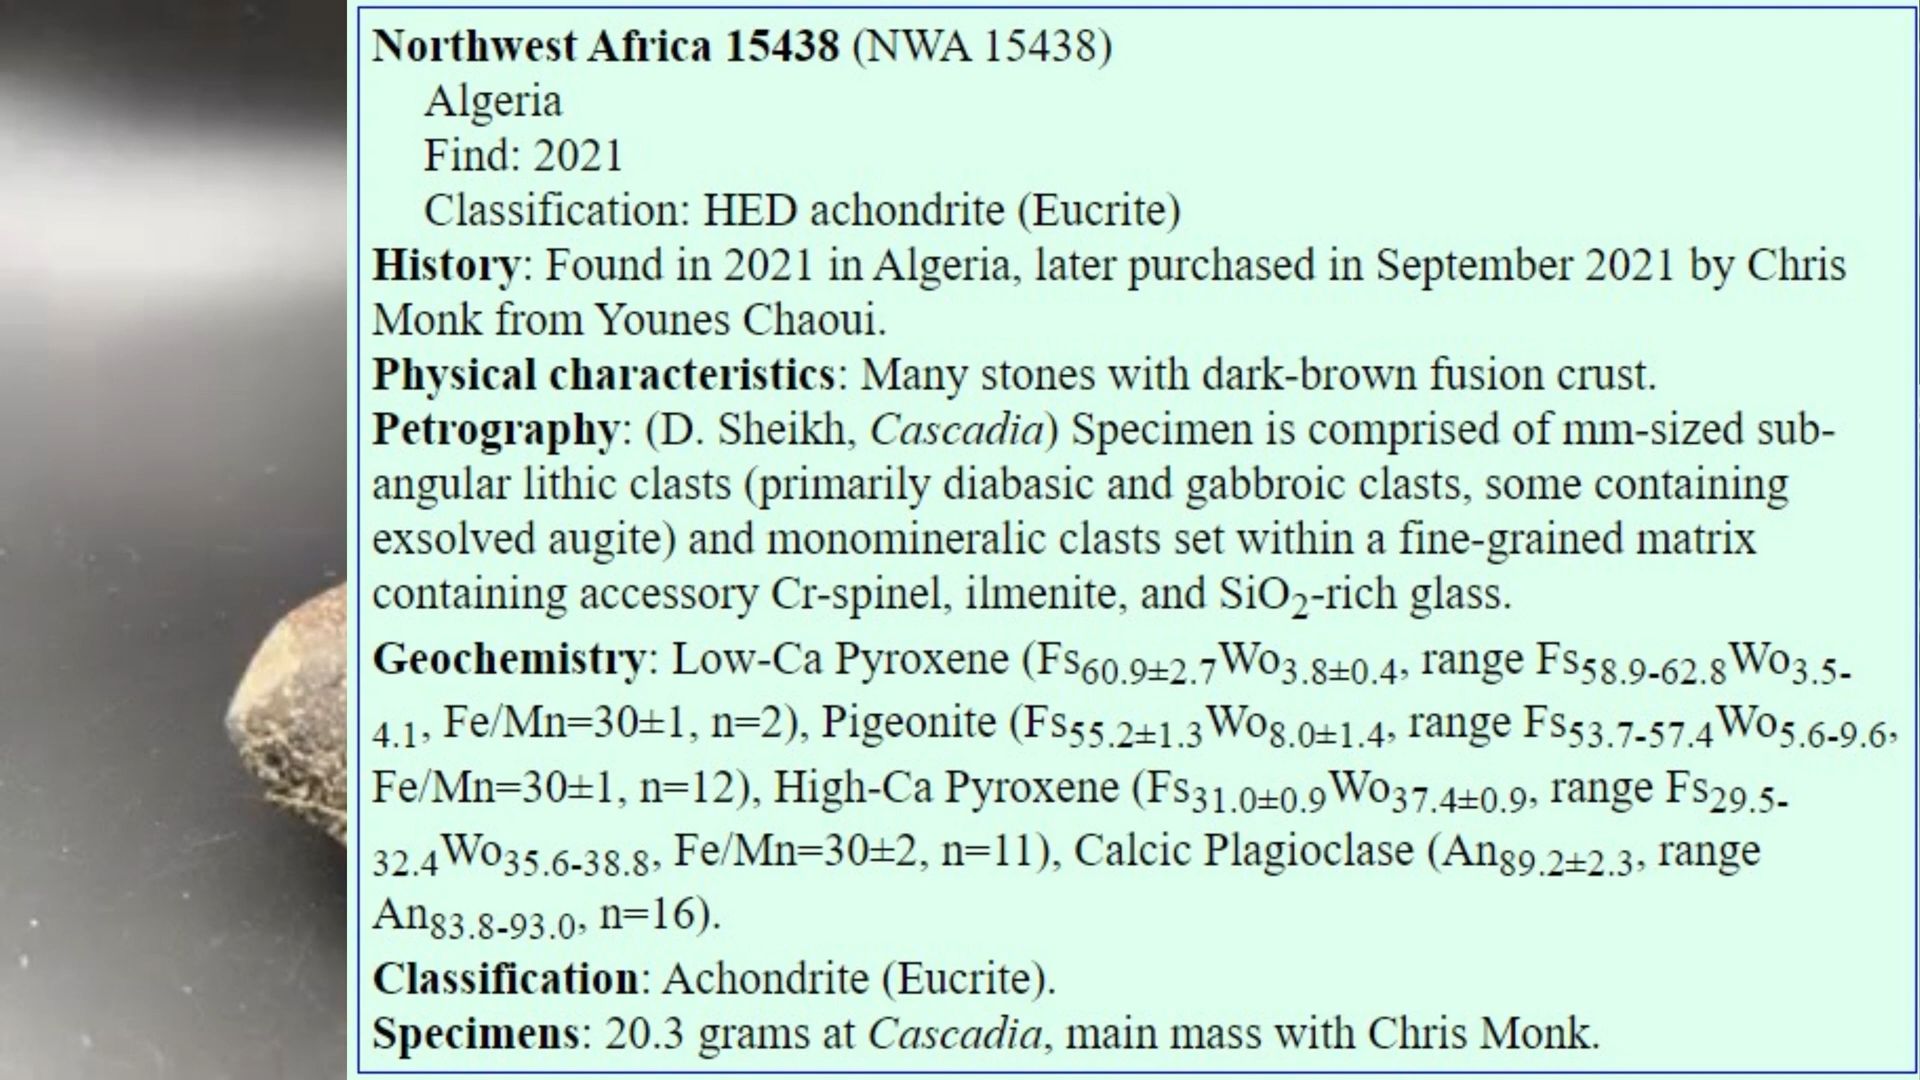 Northwest Africa 15438 (NWA 15438)
Algeria
Find: 2021
Classification: HED achondrite (Eucrite)
History: Found in 2021 in Algeria, later purchased in September 2021 by Chris
Monk from Younes Chaoui.
Physical characteristics: Many stones with dark-brown fusion crust.
Petrography: (D. Sheikh, Cascadia) Specimen is comprised of mm-sized sub-
angular lithic clasts (primarily diabasic and gabbroic clasts, some containing
exsolved augite) and monomineralic clasts set within a fine-grained matrix
containing accessory Cr-spinel, ilmenite, and SiO₂-rich glass.
Geochemistry: Low-Ca Pyroxene (Fs60.9±2.7Wo3.8±0.4, range Fs58.9-62.8Wo3.5-
4.1, Fe/Mn=30±1, n=2), Pigeonite (Fs55.2±1.3Wo8.0±1.4, range Fs53.7-57.4Wo5.6-9.6,
Fe/Mn=30±1, n=12), High-Ca Pyroxene (Fs31.0±0.9Wo37.4±0.9, range Fs29.5-
32.4Wo35.6-38.8, Fe/Mn=30±2, n=11), Calcic Plagioclase (An89.2±2.3, range
An83.8-93.0, n=16).
Classification: Achondrite (Eucrite).
Specimens: 20.3 grams at Cascadia, main mass with Chris Monk.